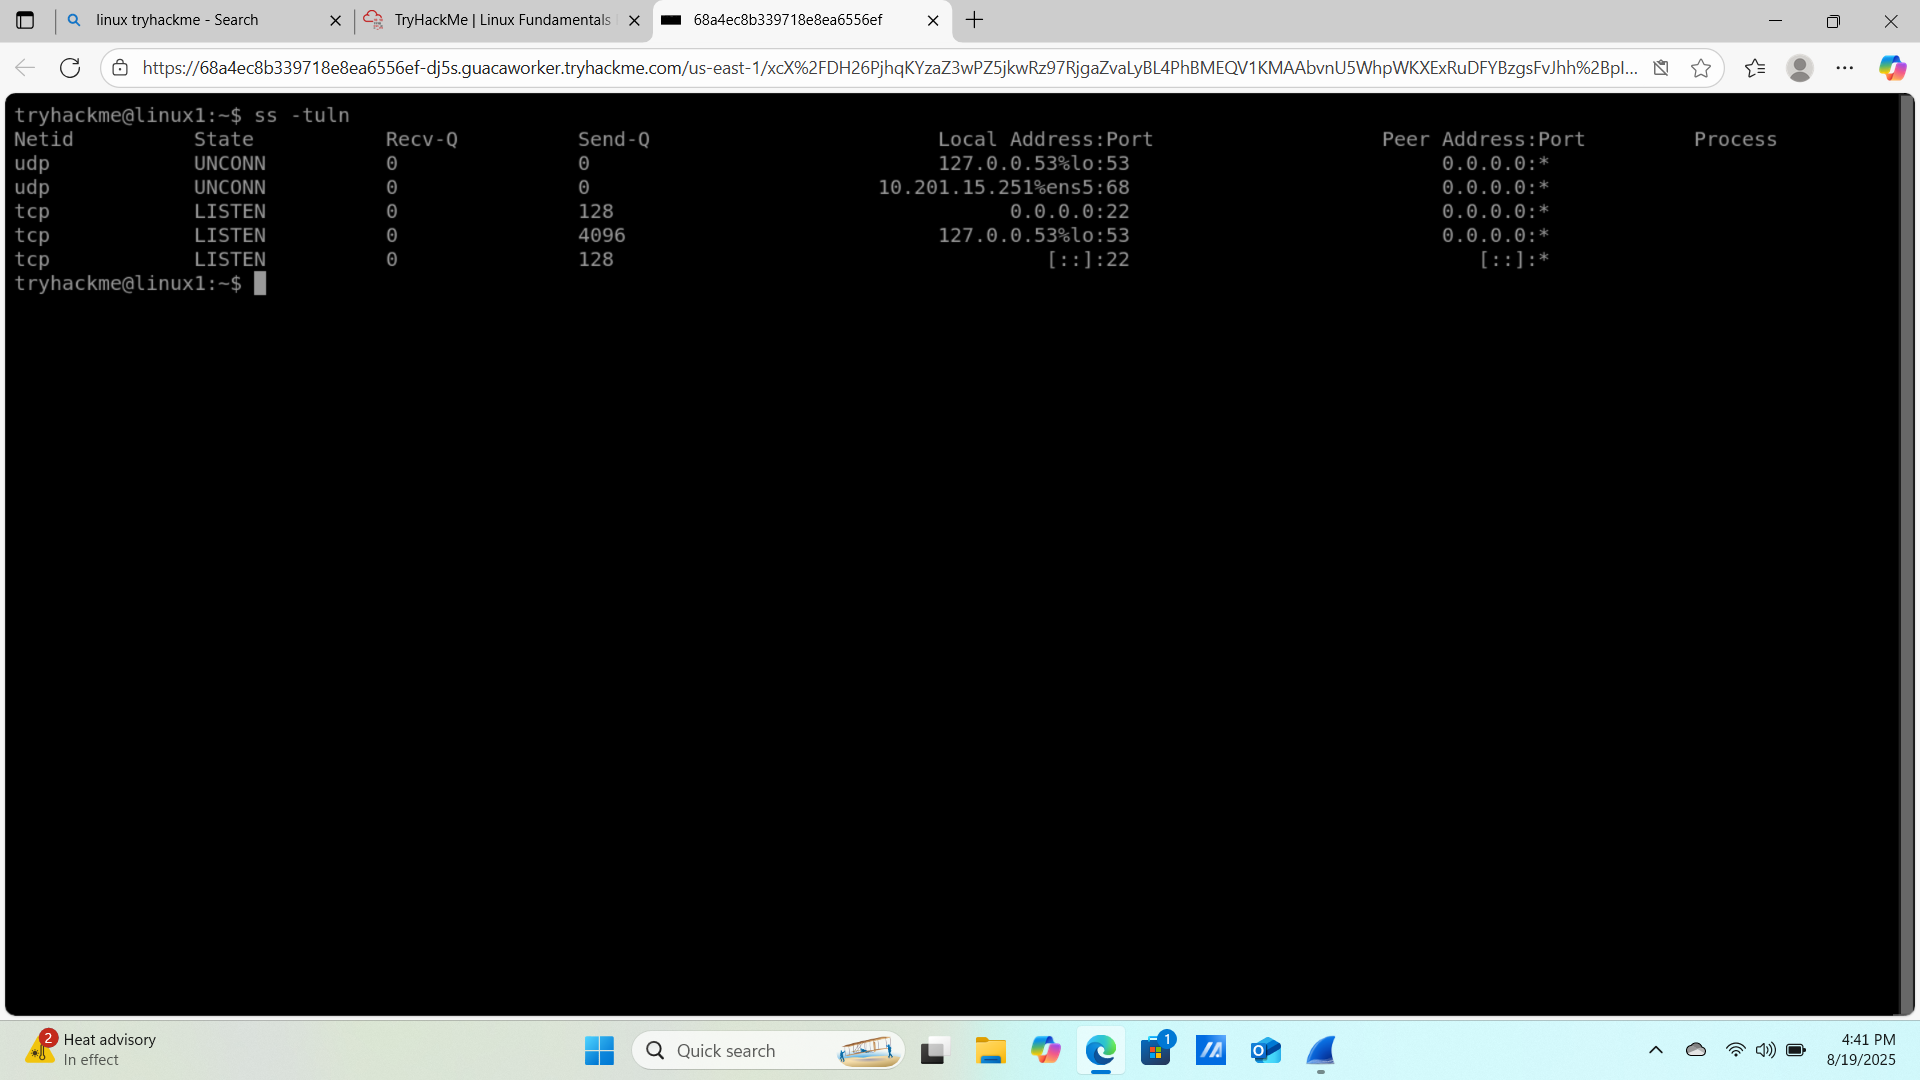 linux tryhackme - Search
TryHackMe | Linux Fundamentals
68a4ec8b339718e8ea6556ef
https://68a4ec8b339718e8ea6556ef-dj5s.guacaworker.tryhackme.com/us-east-1/xcX%2FDH26PjhqKYzaZ3wPZ5jkwRz97RjgaZvaLyBL4PhBMEQV1KMAAbvnU5WhpWKXExRuDFYBzgsFvJhh%2BpI...
tryhackme@linux1:~$ ss -tuln
Netid State Recv-Q Send-Q Local Address:Port Peer Address:Port Process
udp UNCONN 0 0 127.0.0.53%lo:53 0.0.0.0:*
udp UNCONN 0 0 10.201.15.251%ens5:68 0.0.0.0:*
tcp LISTEN 0 128 0.0.0.0:22 0.0.0.0:*
tcp LISTEN 0 4096 127.0.0.53%lo:53 0.0.0.0:*
tcp LISTEN 0 128 [::]:22 [::]:*
tryhackme@linux1:~$
2
Heat advisory
In effect
Quick search
1
4:41 PM
8/19/2025